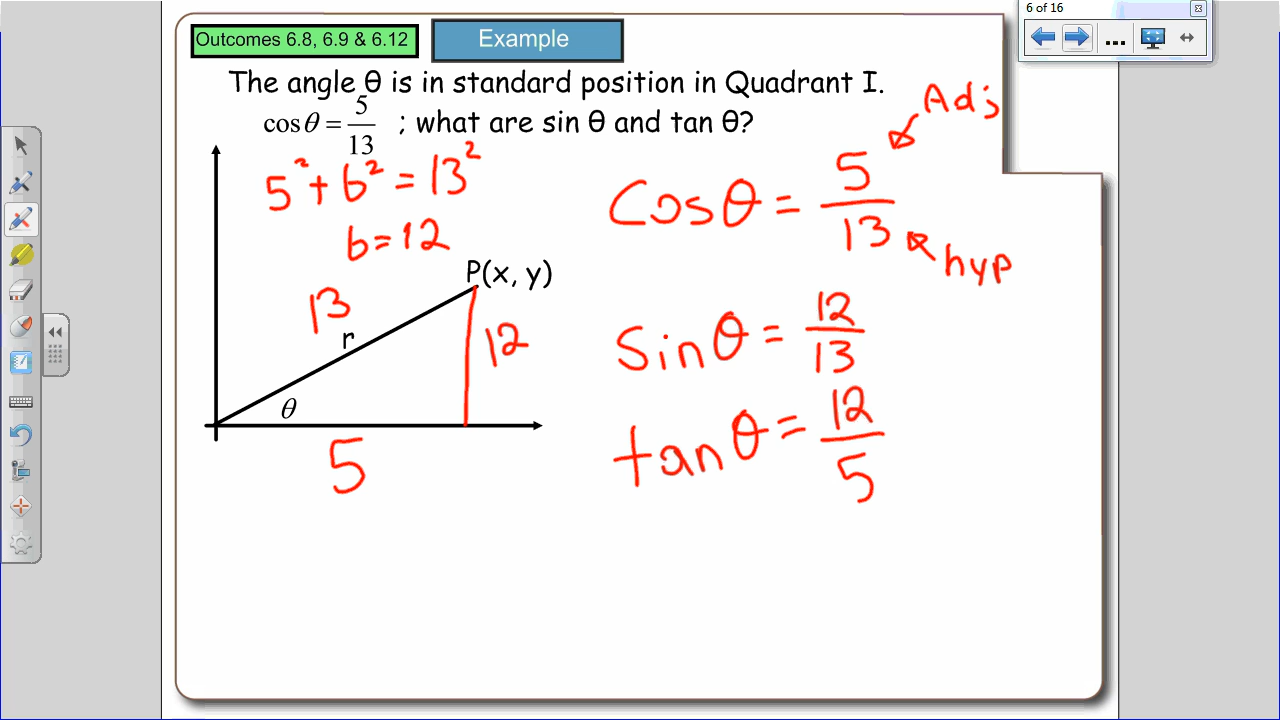 6 of 16
Outcomes 6.8, 6.9 & 6.12
Example
The angle θ is in standard position in Quadrant I.
cos θ = 5/13 ; what are sin θ and tan θ?
Adj
5² + b² = 13²
b = 12
Cos θ = 5/13
hyp
P(x, y)
13
r
12
θ
5
Sin θ = 12/13
tan θ = 12/5